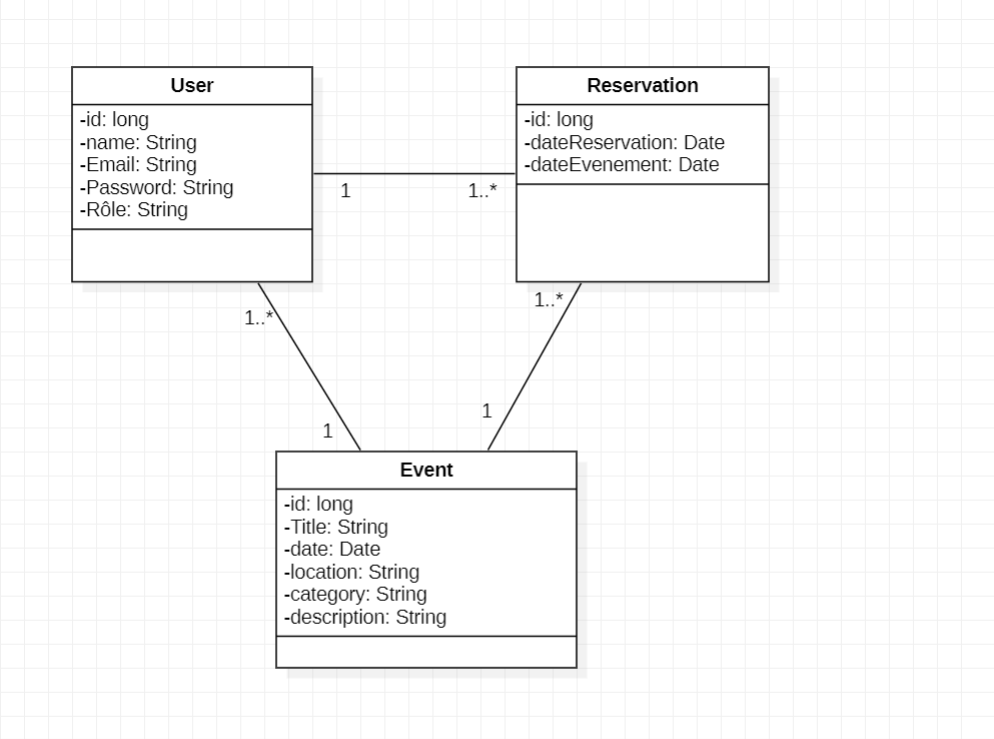 User
-id: long
-name: String
-Email: String
-Password: String
-Rôle: String
Reservation
-id: long
-dateReservation: Date
-dateEvenement: Date
1
1..*
1..*
1..*
1
1
Event
-id: long
-Title: String
-date: Date
-location: String
-category: String
-description: String